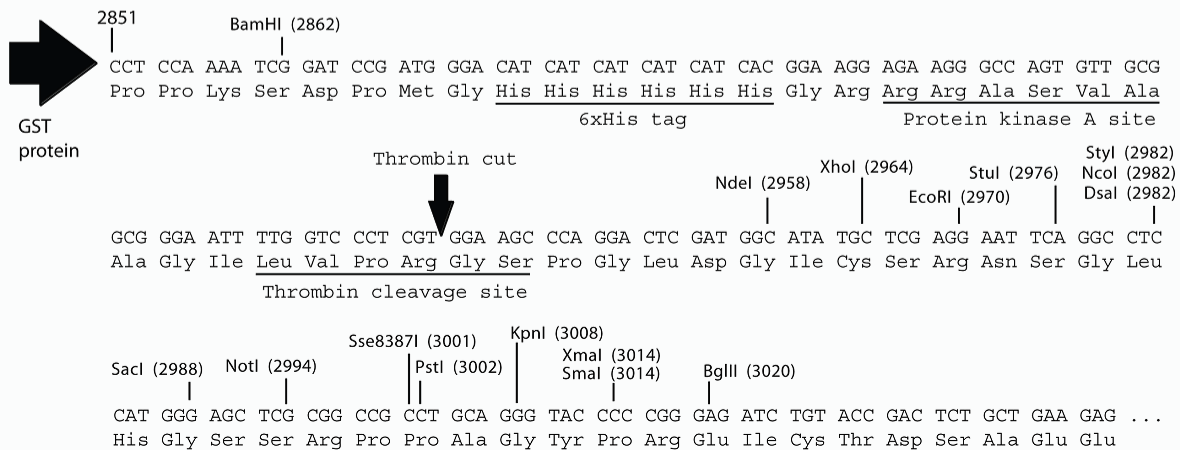 2851
BamHI (2862)
CCT CCA AAA TCG GAT CCG ATG GGA CAT CAT CAT CAT CAT CAC GGA AGG AGA AGG GCC AGT GTT GCG
Pro Pro Lys Ser Asp Pro Met Gly His His His His His His Gly Arg Arg Arg Ala Ser Val Ala
GST
protein
6xHis tag
Protein kinase A site
Thrombin cut
NdeI (2958)
XhoI (2964)
EcoRI (2970)
StuI (2976)
StyI (2982)
NcoI (2982)
DsaI (2982)
GCG GGA ATT TTG GTC CCT CGT GGA AGC CCA GGA CTC GAT GGC ATA TGC TCG AGG AAT TCA GGC CTC
Ala Gly Ile Leu Val Pro Arg Gly Ser Pro Gly Leu Asp Gly Ile Cys Ser Arg Asn Ser Gly Leu
Thrombin cleavage site
SacI (2988)
NotI (2994)
Sse8387I (3001)
PstI (3002)
KpnI (3008)
XmaI (3014)
SmaI (3014)
BglII (3020)
CAT GGG AGC TCG CGG CCG CCT GCA GGG TAC CCC CGG GAG ATC TGT ACC GAC TCT GCT GAA GAG ...
His Gly Ser Ser Arg Pro Pro Ala Gly Tyr Pro Arg Glu Ile Cys Thr Asp Ser Ala Glu Glu